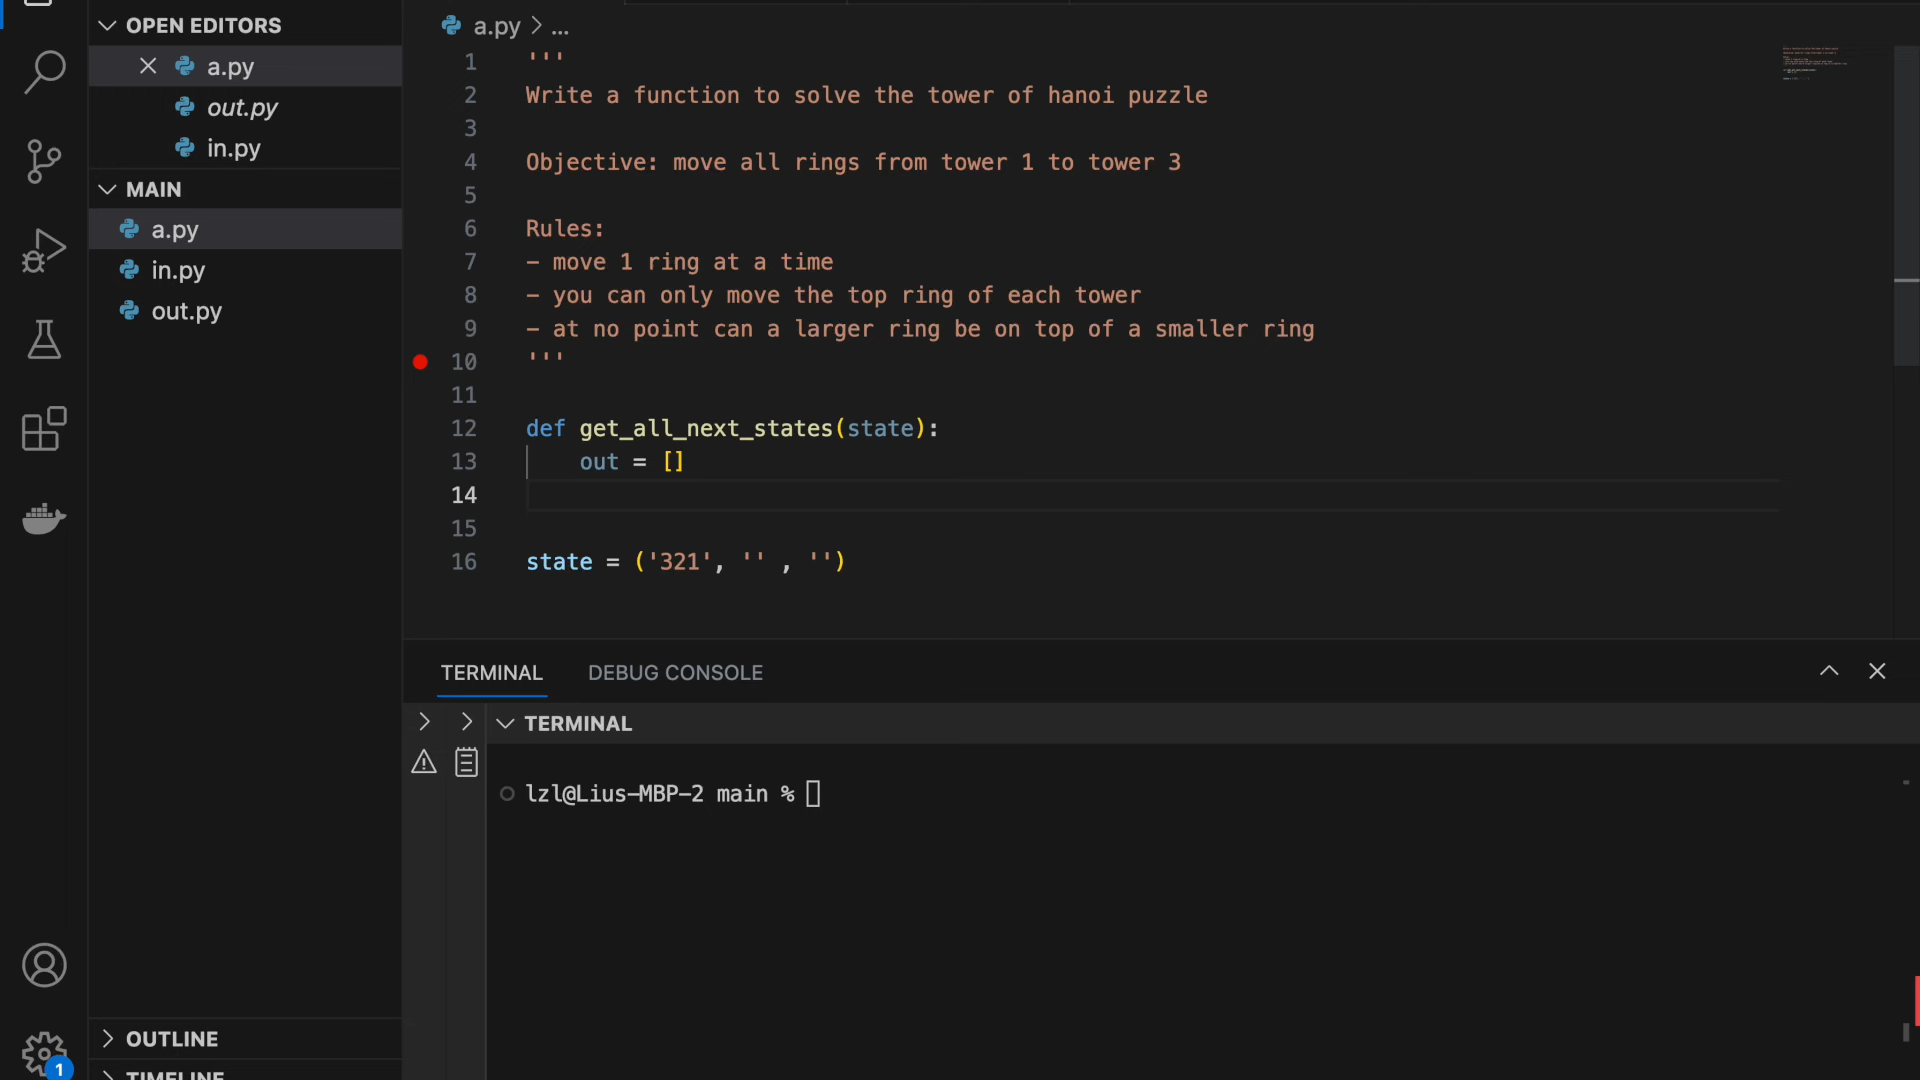 OPEN EDITORS
a.py
out.py
in.py
MAIN
a.py
in.py
out.py
OUTLINE
TIMELINE
1
a.py > ...
1 '''
2 Write a function to solve the tower of hanoi puzzle
3
4 Objective: move all rings from tower 1 to tower 3
5
6 Rules:
7 - move 1 ring at a time
8 - you can only move the top ring of each tower
9 - at no point can a larger ring be on top of a smaller ring
10 '''
11
12 def get_all_next_states(state):
13 out = []
14
15
16 state = ('321', '' , '')
TERMINAL DEBUG CONSOLE
TERMINAL
lzl@Lius-MBP-2 main %